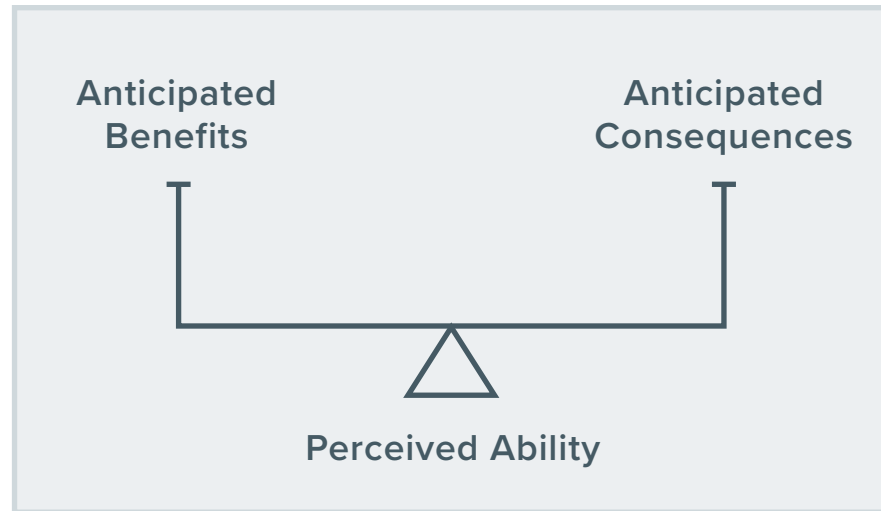 Anticipated
Benefits
Anticipated
Consequences
Perceived Ability